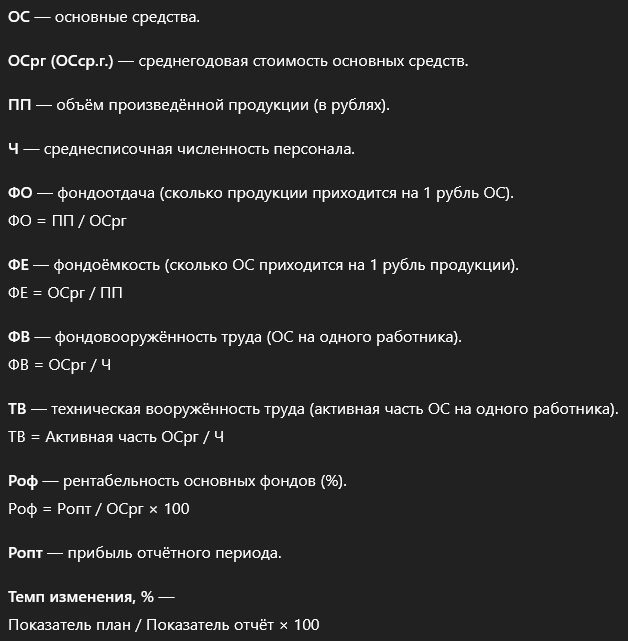 ОС — основные средства.
ОСрг (ОСср.г.) — среднегодовая стоимость основных средств.
ПП — объём произведённой продукции (в рублях).
Ч — среднесписочная численность персонала.
ФО — фондоотдача (сколько продукции приходится на 1 рубль ОС).
ФО = ПП / ОСрг
ФЕ — фондоёмкость (сколько ОС приходится на 1 рубль продукции).
ФЕ = ОСрг / ПП
ФВ — фондовооружённость труда (ОС на одного работника).
ФВ = ОСрг / Ч
ТВ — техническая вооружённость труда (активная часть ОС на одного работника).
ТВ = Активная часть ОСрг / Ч
Роф — рентабельность основных фондов (%).
Роф = Ропт / ОСрг × 100
Ропт — прибыль отчётного периода.
Темп изменения, % —
Показатель план / Показатель отчёт × 100